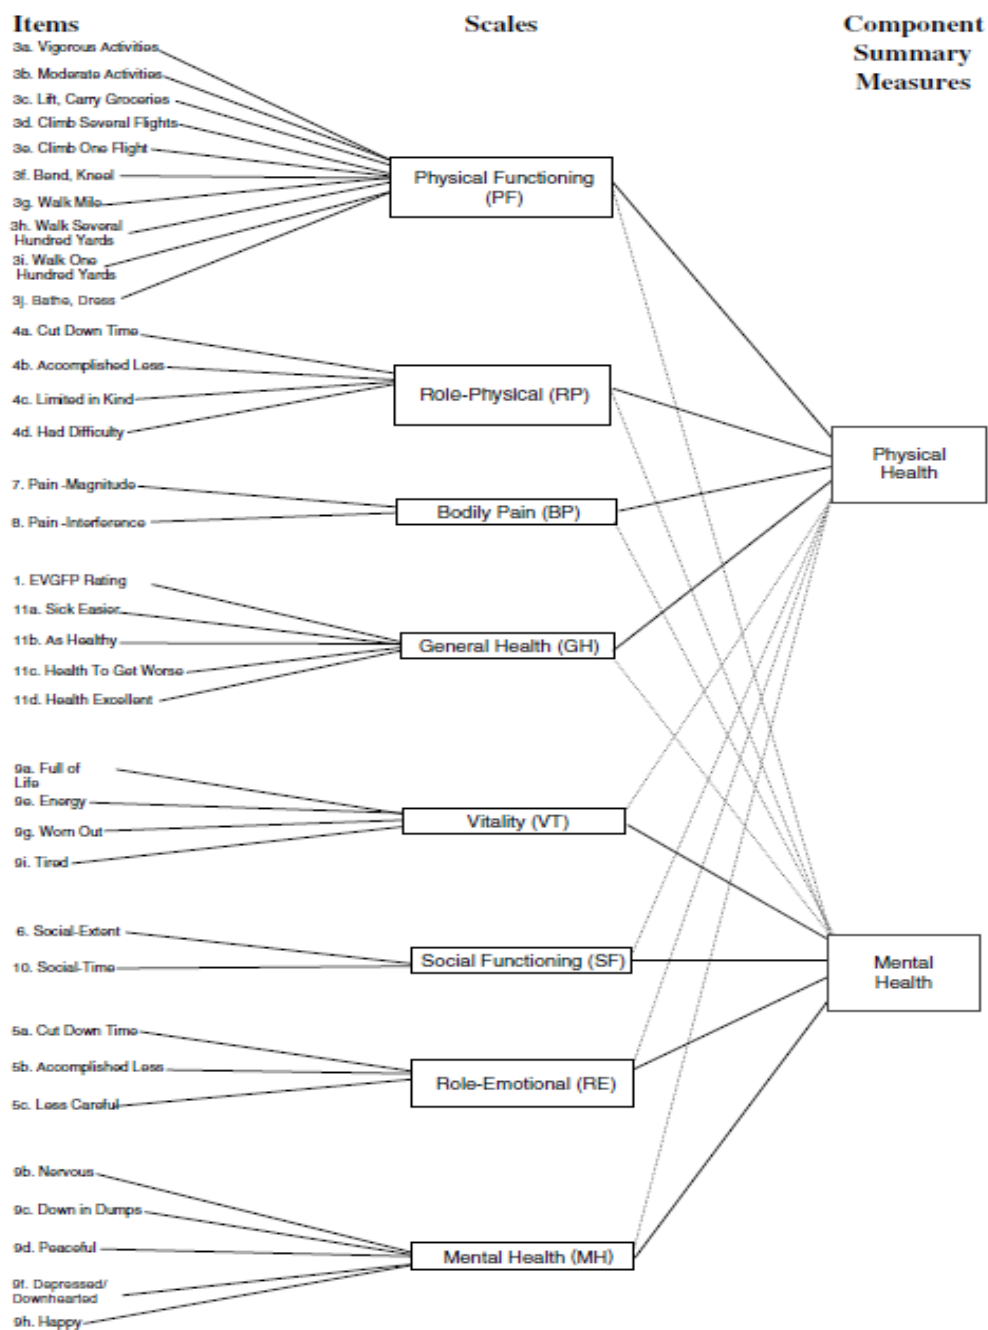 Items
Scales
Component
Summary
Measures
3a. Vigorous Activities
3b. Moderate Activities
3c. Lift, Carry Groceries
3d. Climb Several Flights
3e. Climb One Flight
3f. Bend, Kneel
3g. Walk Mile
3h. Walk Several
Hundred Yards
3i. Walk One
Hundred Yards
3j. Bathe, Dress
Physical Functioning
(PF)
4a. Cut Down Time
4b. Accomplished Less
4c. Limited in Kind
4d. Had Difficulty
Role-Physical (RP)
Physical
Health
7. Pain -Magnitude
8. Pain -Interference
Bodily Pain (BP)
1. EVGFP Rating
11a. Sick Easier
11b. As Healthy
11c. Health To Get Worse
11d. Health Excellent
General Health (GH)
9a. Full of
Life
9e. Energy
9g. Worn Out
9i. Tired
Vitality (VT)
6. Social-Extent
10. Social-Time
Social Functioning (SF)
Mental
Health
5a. Cut Down Time
5b. Accomplished Less
5c. Less Careful
Role-Emotional (RE)
9b. Nervous
9c. Down in Dumps
9d. Peaceful
9f. Depressed/
Downhearted
9h. Happy
Mental Health (MH)